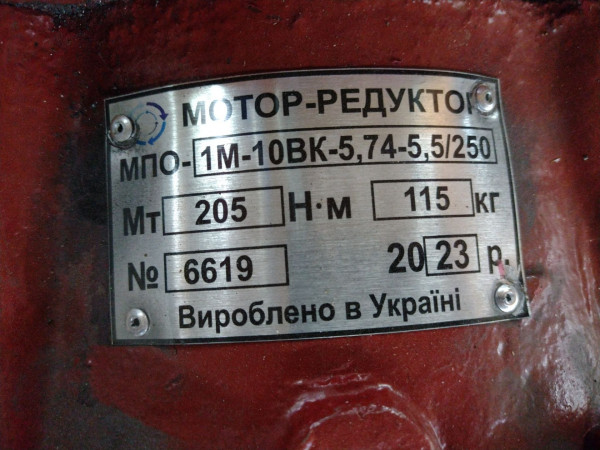 МОТОР-РЕДУКТОР
МПО-1М-10ВК-5,74-5,5/250
Мт 205 Н·м 115 кг
№ 6619 2023 р.
Вироблено в Україні